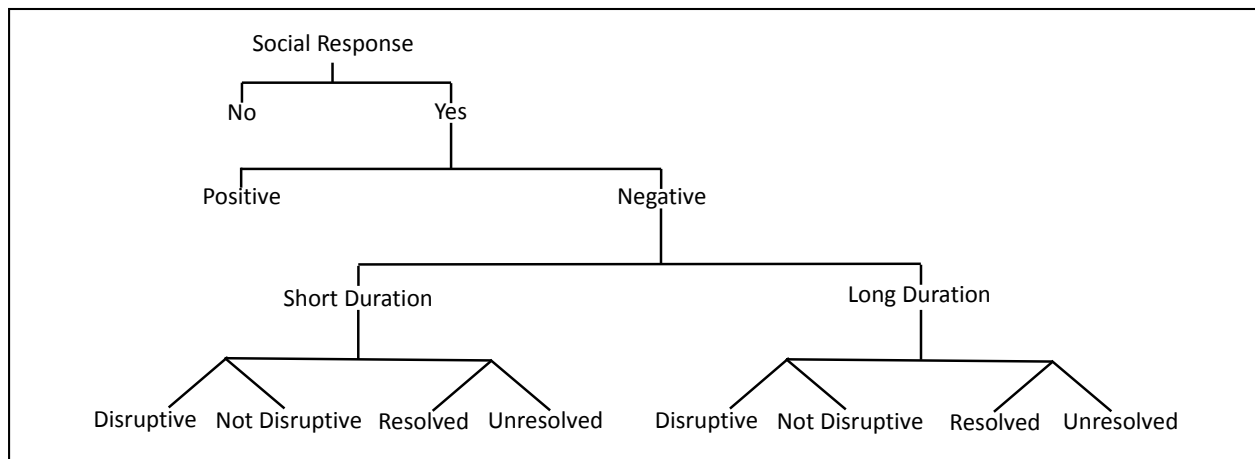 Social Response
No Yes
Positive Negative
Short Duration Long Duration
Disruptive Not Disruptive Resolved Unresolved Disruptive Not Disruptive Resolved Unresolved